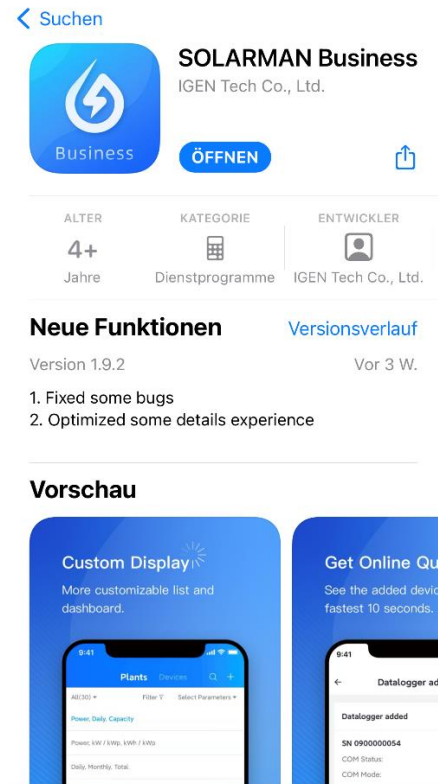 Suchen
SOLARMAN Business
IGEN Tech Co., Ltd.
Business
ÖFFNEN
ALTER
KATEGORIE
ENTWICKLER
4+
Jahre
Dienstprogramme
IGEN Tech Co., Ltd.
Neue Funktionen
Versionsverlauf
Version 1.9.2
Vor 3 W.
1. Fixed some bugs
2. Optimized some details experience
Vorschau
Custom Display
More customizable list and
dashboard.
9:41
Plants Devices
All(30)
Filter
Select Parameters
Power, Daily, Capacity
Power, kW / kWp, kWh / kWp
Daily, Monthly, Total,
Get Online Qu
See the added devic
fastest 10 seconds.
9:41
Datalogger ad
Datalogger added
SN 0900000054
COM Status:
COM Mode: